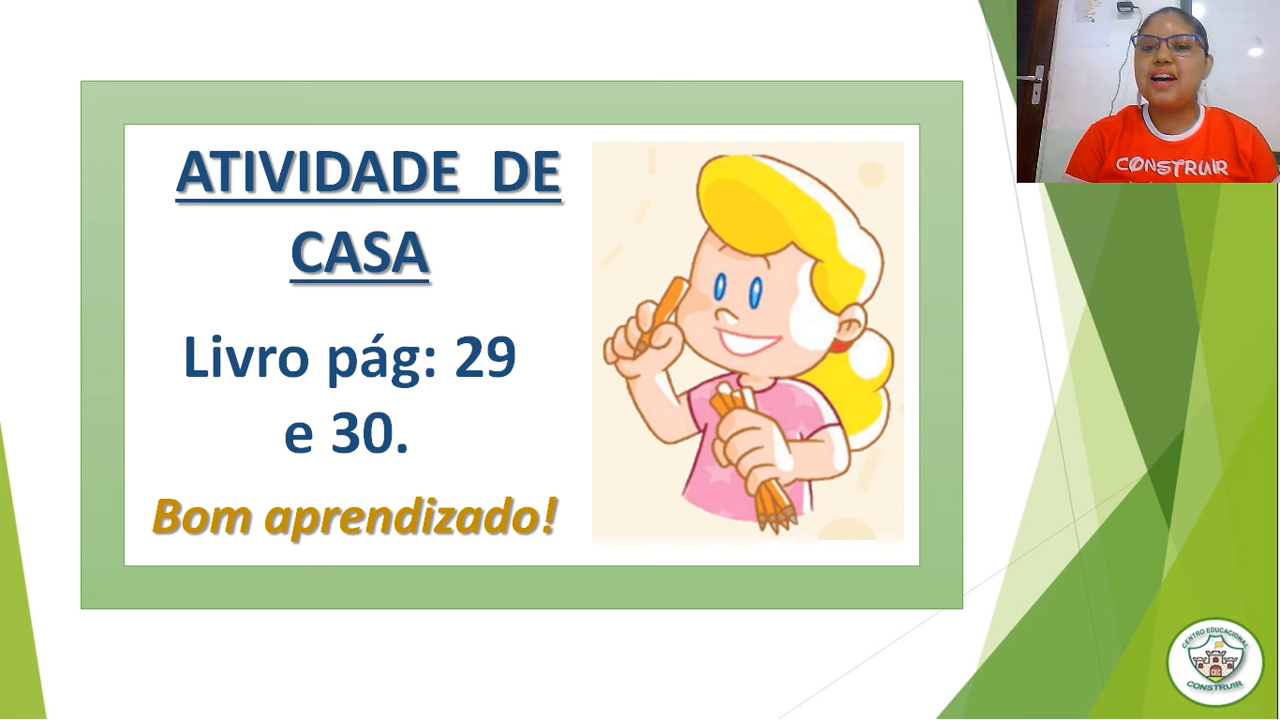 ATIVIDADE DE
CASA
Livro pág: 29
e 30.
Bom aprendizado!
CONSTRUIR
CENTRO EDUCACIONAL
CONSTRUIR